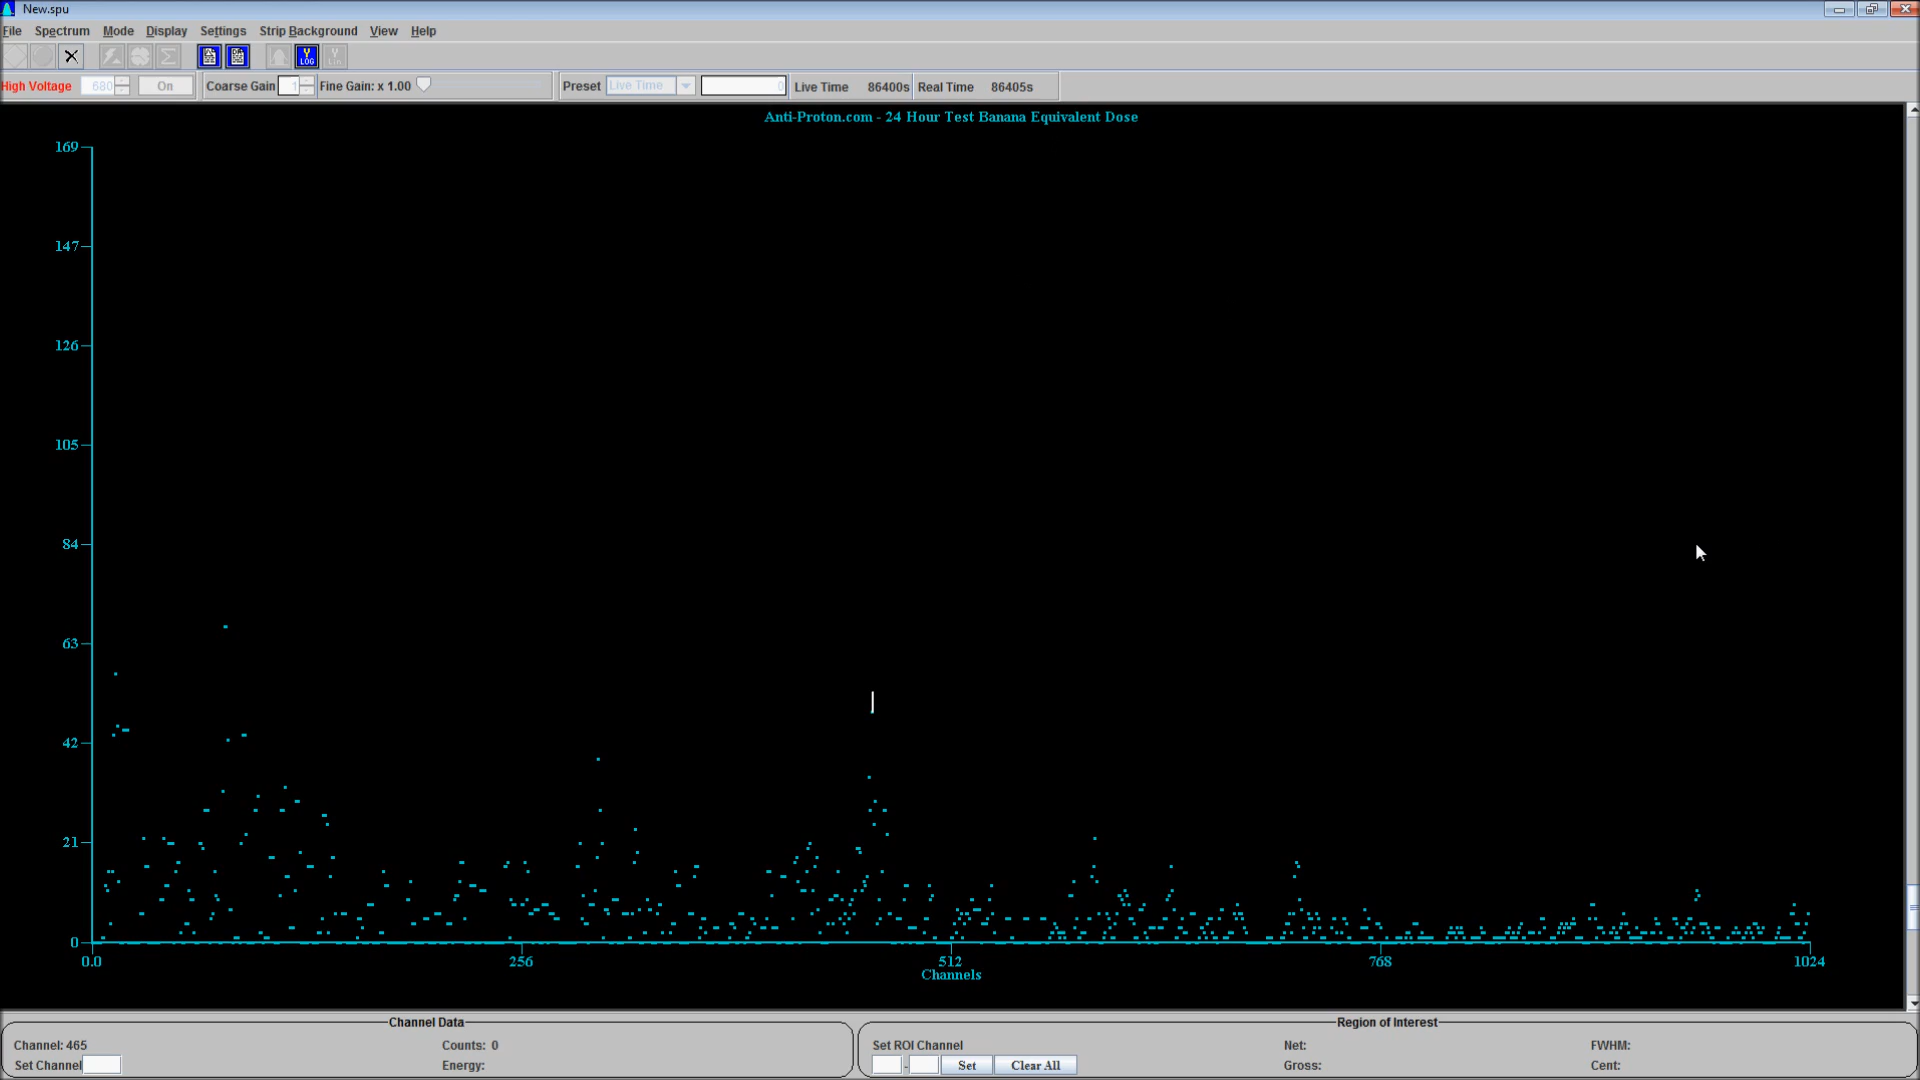 New.spu
File Spectrum Mode Display Settings Strip Background View Help
Y LOG
High Voltage 680 On Coarse Gain 1 Fine Gain: x 1.00 Preset Live Time 0 Live Time 86400s Real Time 86405s
Anti-Proton.com - 24 Hour Test Banana Equivalent Dose
169
147
126
105
84
63
42
21
0
0.0 256 512 768 1024
Channels
Channel Data Region of Interest
Channel: 465 Counts: 0 Set ROI Channel Net: FWHM:
Set Channel Energy: - Set Clear All Gross: Cent: